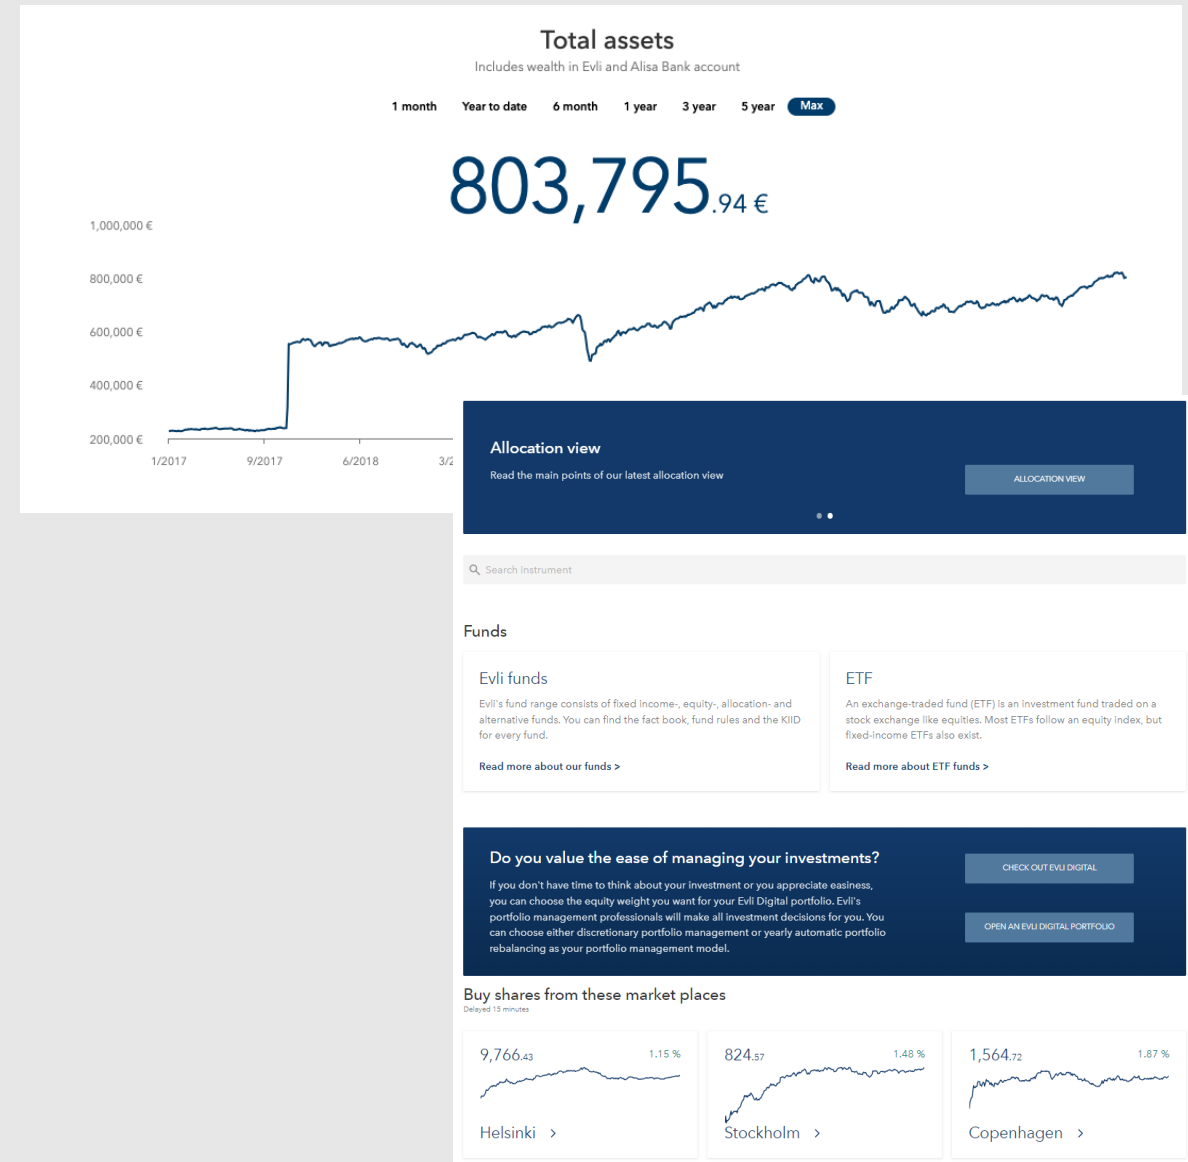 Total assets
Includes wealth in Evli and Alisa Bank account
1 month Year to date 6 month 1 year 3 year 5 year Max
803,795.94 €
1,000,000 €
800,000 €
600,000 €
400,000 €
200,000 €
1/2017 9/2017 6/2018 3/2
Allocation view
Read the main points of our latest allocation view
ALLOCATION VIEW
Search instrument
Funds
Evli funds
Evli's fund range consists of fixed income-, equity-, allocation- and
alternative funds. You can find the fact book, fund rules and the KIID
for every fund.
Read more about our funds >
ETF
An exchange-traded fund (ETF) is an investment fund traded on a
stock exchange like equities. Most ETFs follow an equity index, but
fixed-income ETFs also exist.
Read more about ETF funds >
Do you value the ease of managing your investments?
If you don't have time to think about your investment or you appreciate easiness,
you can choose the equity weight you want for your Evli Digital portfolio. Evli's
portfolio management professionals will make all investment decisions for you. You
can choose either discretionary portfolio management or yearly automatic portfolio
rebalancing as your portfolio management model.
CHECK OUT EVLI DIGITAL
OPEN AN EVLI DIGITAL PORTFOLIO
Buy shares from these market places
Delayed 15 minutes
9,766.43 1.15 %
Helsinki >
824.57 1.48 %
Stockholm >
1,564.72 1.87 %
Copenhagen >